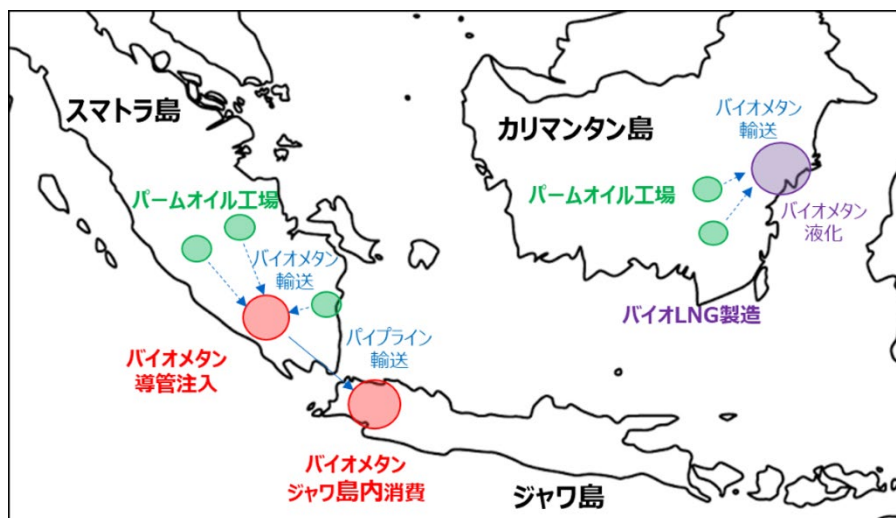 スマトラ島
パームオイル工場
バイオメタン
輸送
バイオメタン
導管注入
パイプライン
輸送
バイオメタン
ジャワ島内消費
ジャワ島
カリマンタン島
バイオメタン
輸送
パームオイル工場
バイオメタン
液化
バイオLNG製造